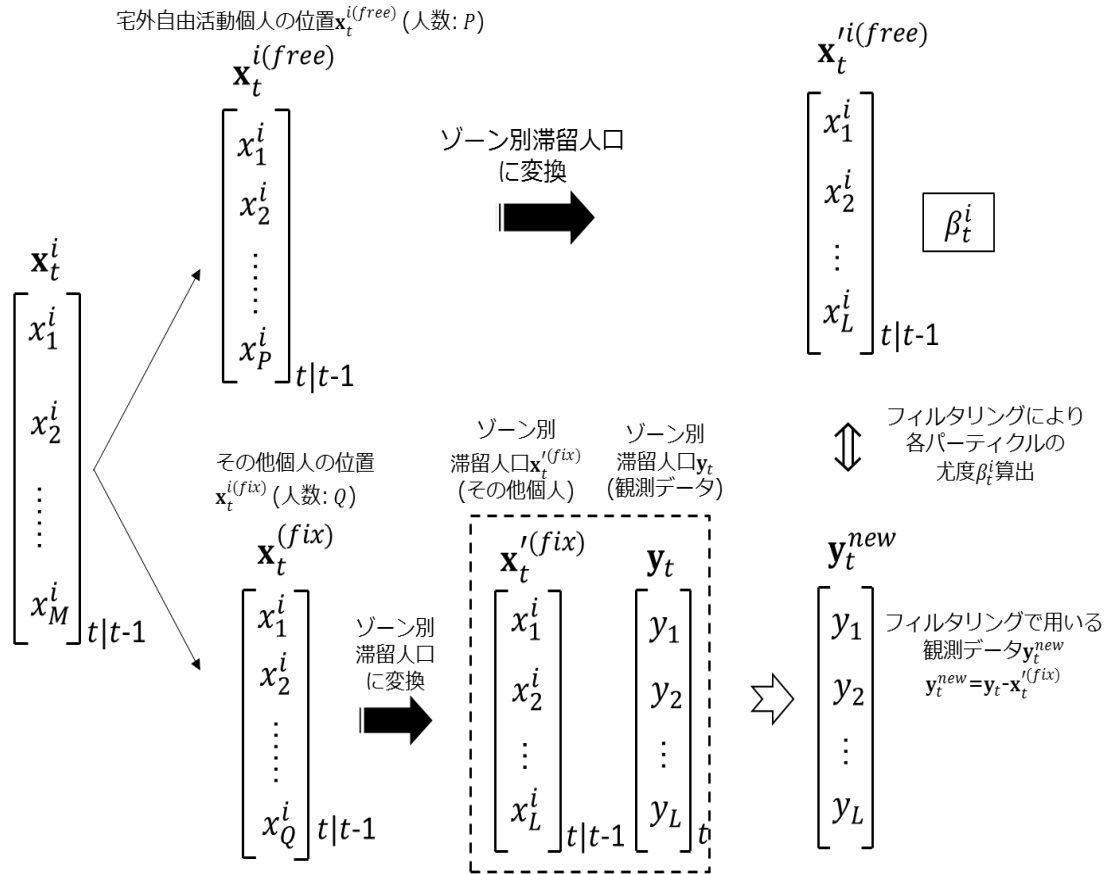 宅外自由活動個人の位置𝐱_t^{i(free)} (人数: P)
𝐱_t^{i(free)}
x_1^i
x_2^i
⋮
x_P^i
t|t-1
ゾーン別滞留人口
に変換
𝐱_t^{′i(free)}
x_1^i
x_2^i
⋮
x_L^i
t|t-1
β_t^i
𝐱_t^i
x_1^i
x_2^i
⋮
x_M^i
t|t-1
フィルタリングにより
各パーティクルの
尤度β_t^i算出
その他個人の位置
𝐱_t^{i(fix)} (人数: Q)
𝐱_t^{(fix)}
x_1^i
x_2^i
⋮
x_Q^i
t|t-1
ゾーン別
滞留人口
に変換
ゾーン別
滞留人口𝐱_t^{′(fix)}
(その他個人)
𝐱_t^{′(fix)}
x_1^i
x_2^i
⋮
x_L^i
t|t-1
ゾーン別
滞留人口𝐲_t
(観測データ)
𝐲_t
y_1
y_2
⋮
y_L
t
𝐲_t^{new}
y_1
y_2
⋮
y_L
フィルタリングで用いる
観測データ𝐲_t^{new}
𝐲_t^{new}=𝐲_t-𝐱_t^{′(fix)}